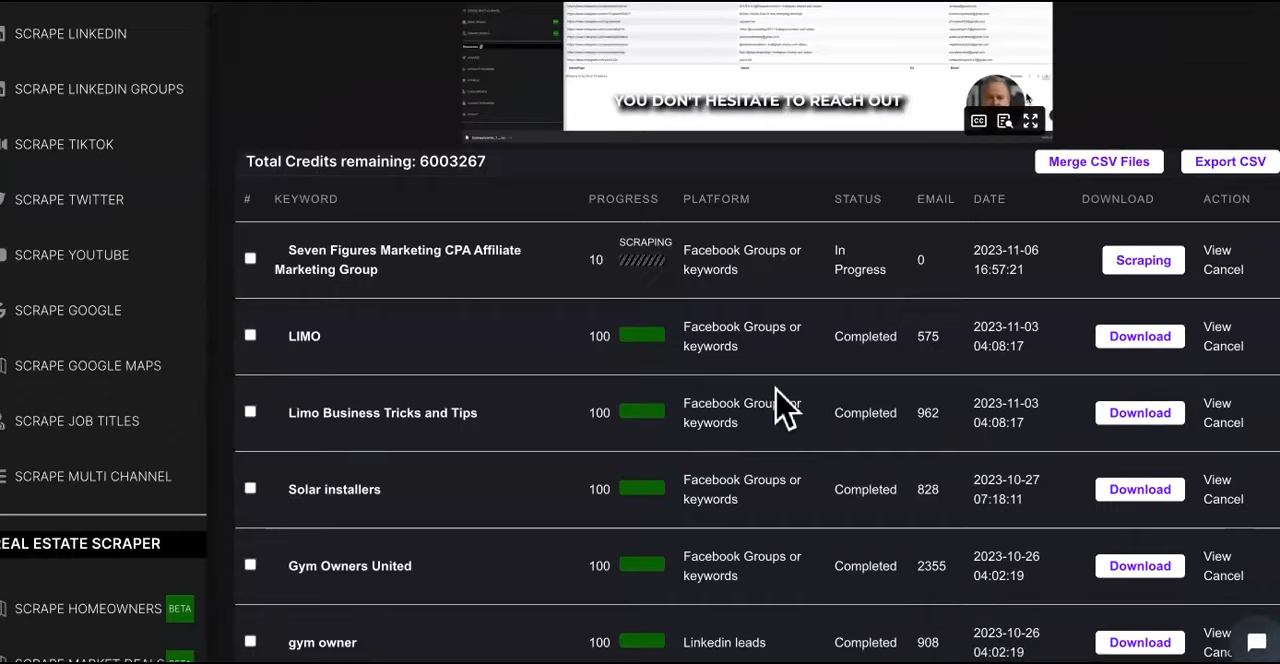 SCRAPE LINKEDIN
SCRAPE LINKEDIN GROUPS
SCRAPE TIKTOK
SCRAPE TWITTER
SCRAPE YOUTUBE
SCRAPE GOOGLE
SCRAPE GOOGLE MAPS
SCRAPE JOB TITLES
SCRAPE MULTI CHANNEL
EAL ESTATE SCRAPER
SCRAPE HOMEOWNERS BETA
SCRAPE MARKET DEALS BETA
YOU DON'T HESITATE TO REACH OUT
CC
Total Credits remaining: 6003267
Merge CSV Files
Export CSV
# KEYWORD PROGRESS PLATFORM STATUS EMAIL DATE DOWNLOAD ACTION
Seven Figures Marketing CPA Affiliate
Marketing Group
10
SCRAPING
Facebook Groups or
keywords
In
Progress
0
2023-11-06
16:57:21
Scraping
View
Cancel
LIMO
100
Facebook Groups or
keywords
Completed
575
2023-11-03
04:08:17
Download
View
Cancel
Limo Business Tricks and Tips
100
Facebook Groups or
keywords
Completed
962
2023-11-03
04:08:17
Download
View
Cancel
Solar installers
100
Facebook Groups or
keywords
Completed
828
2023-10-27
07:18:11
Download
View
Cancel
Gym Owners United
100
Facebook Groups or
keywords
Completed
2355
2023-10-26
04:02:19
Download
View
Cancel
gym owner
100
Linkedin leads
Completed
908
2023-10-26
04:02:19
Download
View
Canc